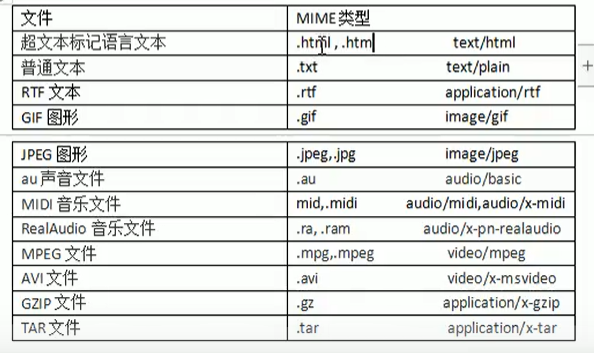 文件 MIME类型
超文本标记语言文本 .html , .htm text/html
普通文本 .txt text/plain
RTF 文本 .rtf application/rtf
GIF 图形 .gif image/gif
JPEG 图形 .jpeg,.jpg image/jpeg
au 声音文件 .au audio/basic
MIDI 音乐文件 mid,.midi audio/midi,audio/x-midi
RealAudio 音乐文件 .ra, .ram audio/x-pn-realaudio
MPEG 文件 .mpg,.mpeg video/mpeg
AVI 文件 .avi video/x-msvideo
GZIP 文件 .gz application/x-gzip
TAR 文件 .tar application/x-tar